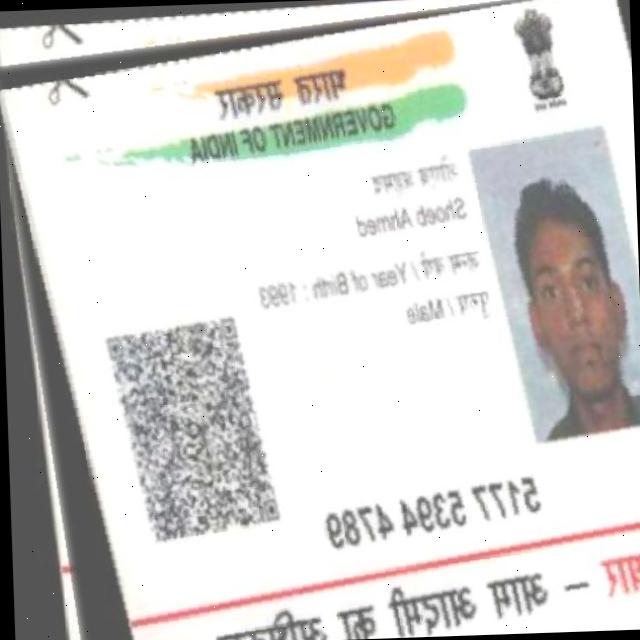 भारत सरकार
GOVERNMENT OF INDIA
Shoeb Ahmed
जन्म वर्ष / Year of Birth : 1993
पुरुष / Male
5177 5394 4789
– आम आदमी का अधिकार